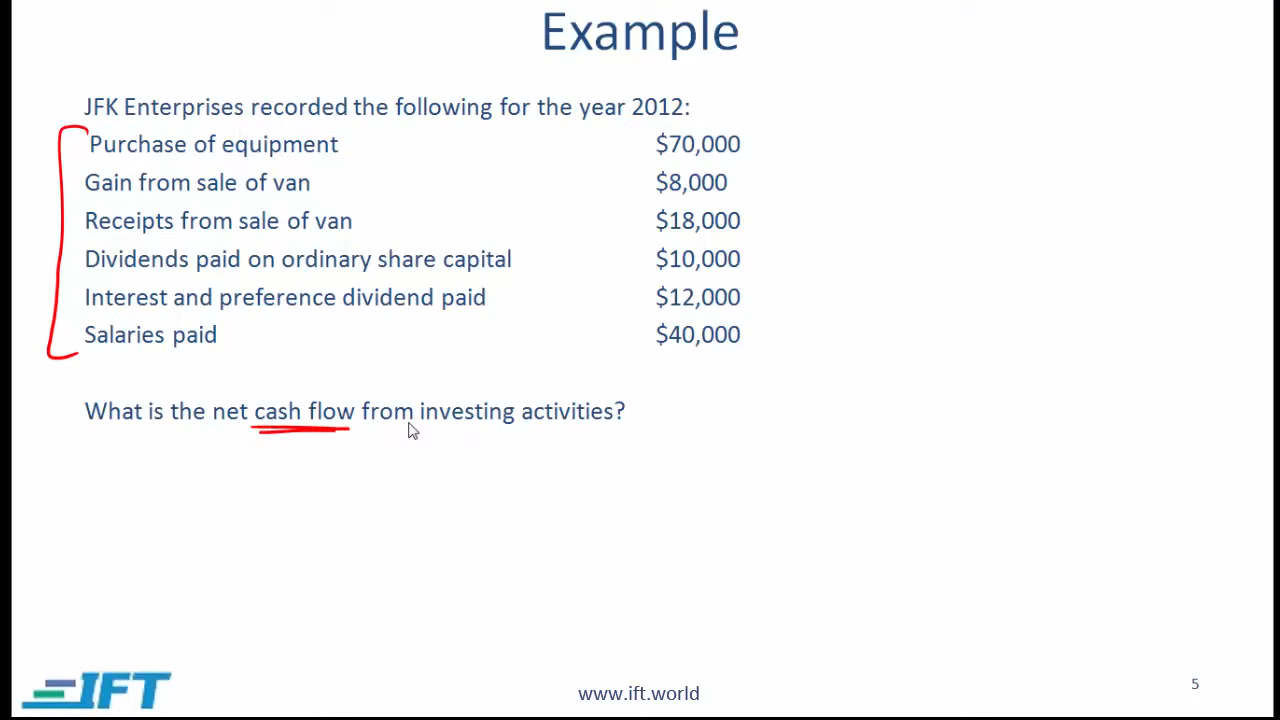 Example
JFK Enterprises recorded the following for the year 2012:
Purchase of equipment $70,000
Gain from sale of van $8,000
Receipts from sale of van $18,000
Dividends paid on ordinary share capital $10,000
Interest and preference dividend paid $12,000
Salaries paid $40,000
What is the net cash flow from investing activities?
IFT
www.ift.world
5